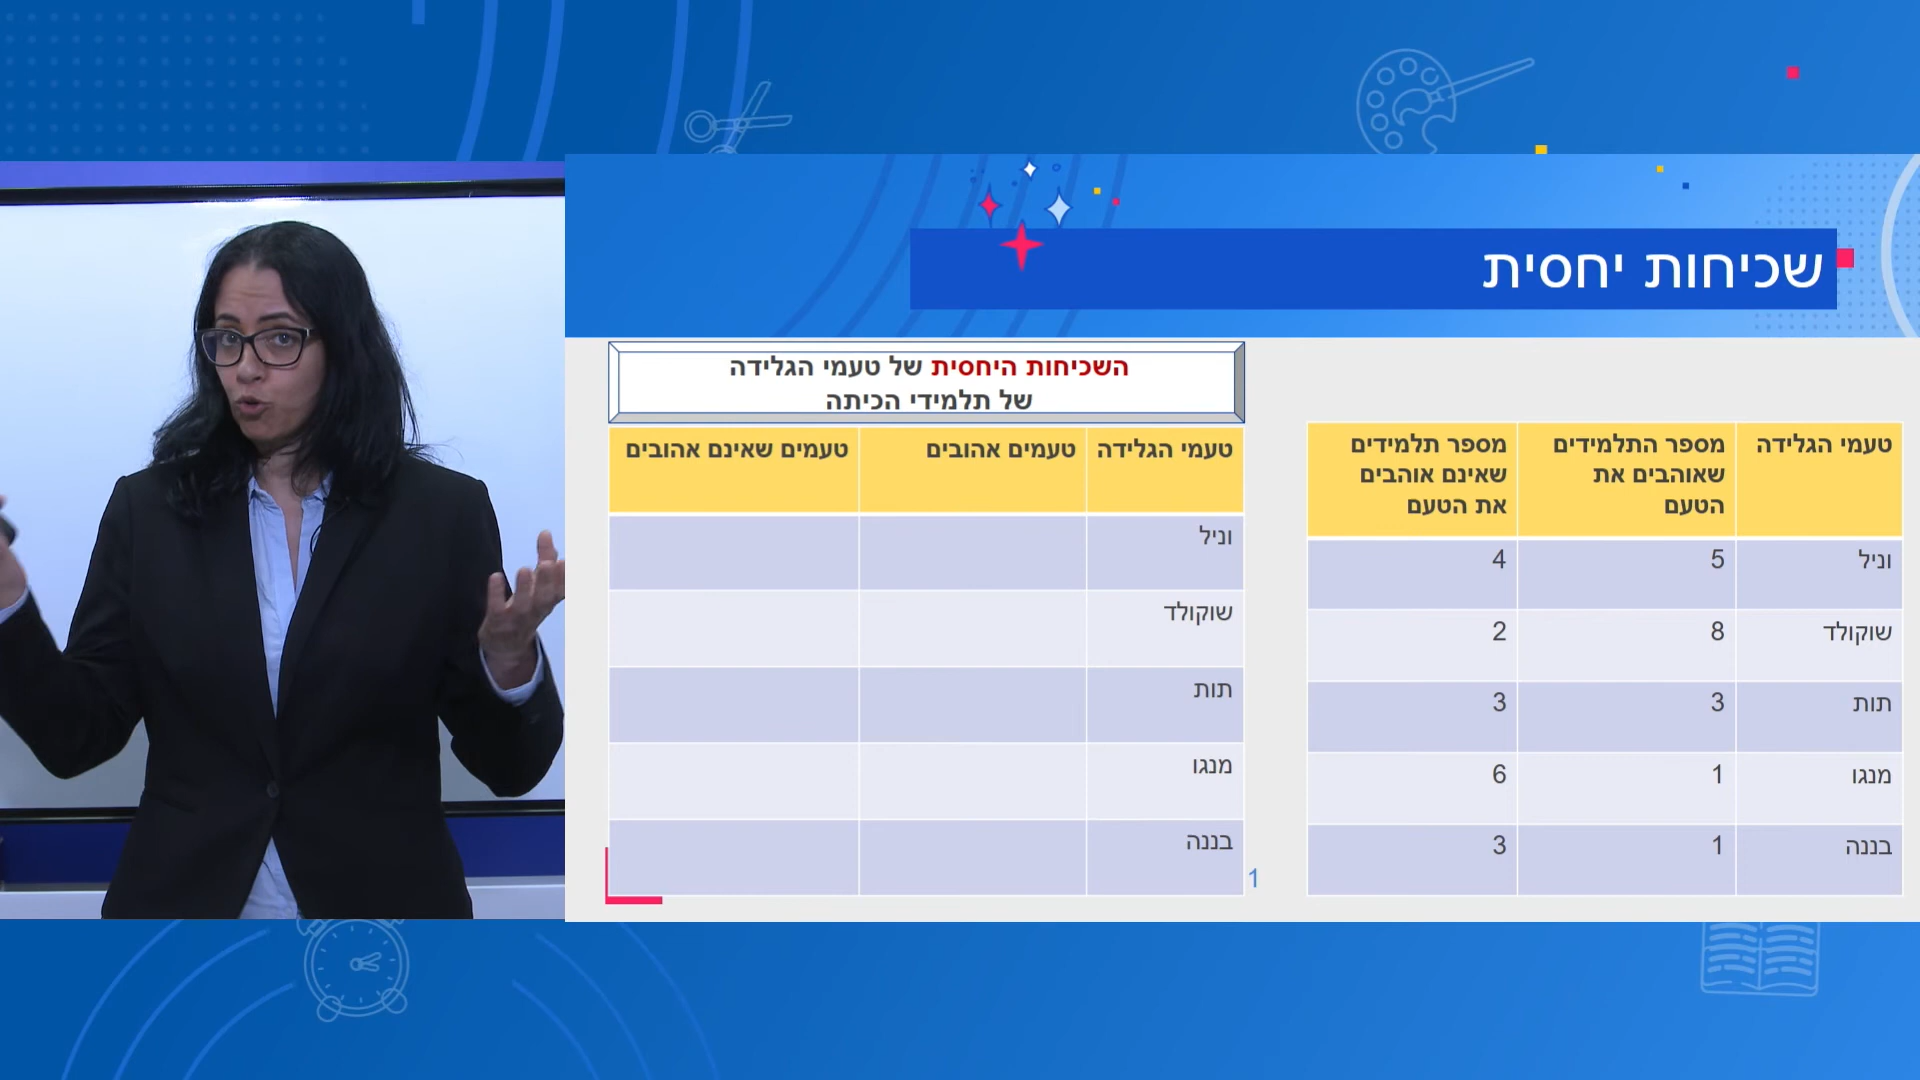 שכיחות יחסית
טעמי הגלידה
מספר התלמידים
שאוהבים את
הטעם
מספר תלמידים
שאינם אוהבים
את הטעם
וניל 5 4
שוקולד 8 2
תות 3 3
מנגו 1 6
בננה 1 3
השכיחות היחסית של טעמי הגלידה
של תלמידי הכיתה
טעמי הגלידה טעמים אהובים טעמים שאינם אהובים
וניל
שוקולד
תות
מנגו
בננה
1